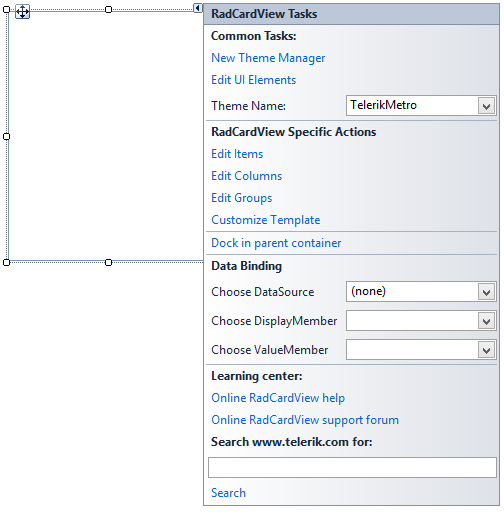 RadCardView Tasks
Common Tasks:
New Theme Manager
Edit UI Elements
Theme Name: TelerikMetro
RadCardView Specific Actions
Edit Items
Edit Columns
Edit Groups
Customize Template
Dock in parent container
Data Binding
Choose DataSource (none)
Choose DisplayMember
Choose ValueMember
Learning center:
Online RadCardView help
Online RadCardView support forum
Search www.telerik.com for:
Search